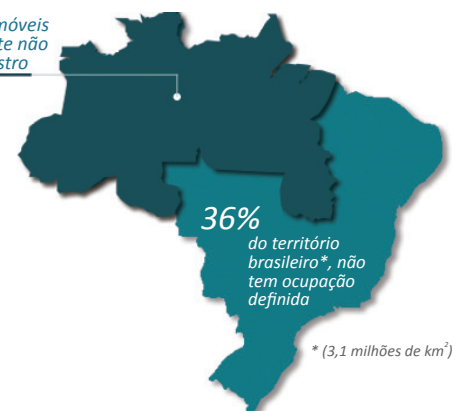 móveis
te não
stro
36%
do território
brasileiro*, não
tem ocupação
definida
* (3,1 milhões de km²)